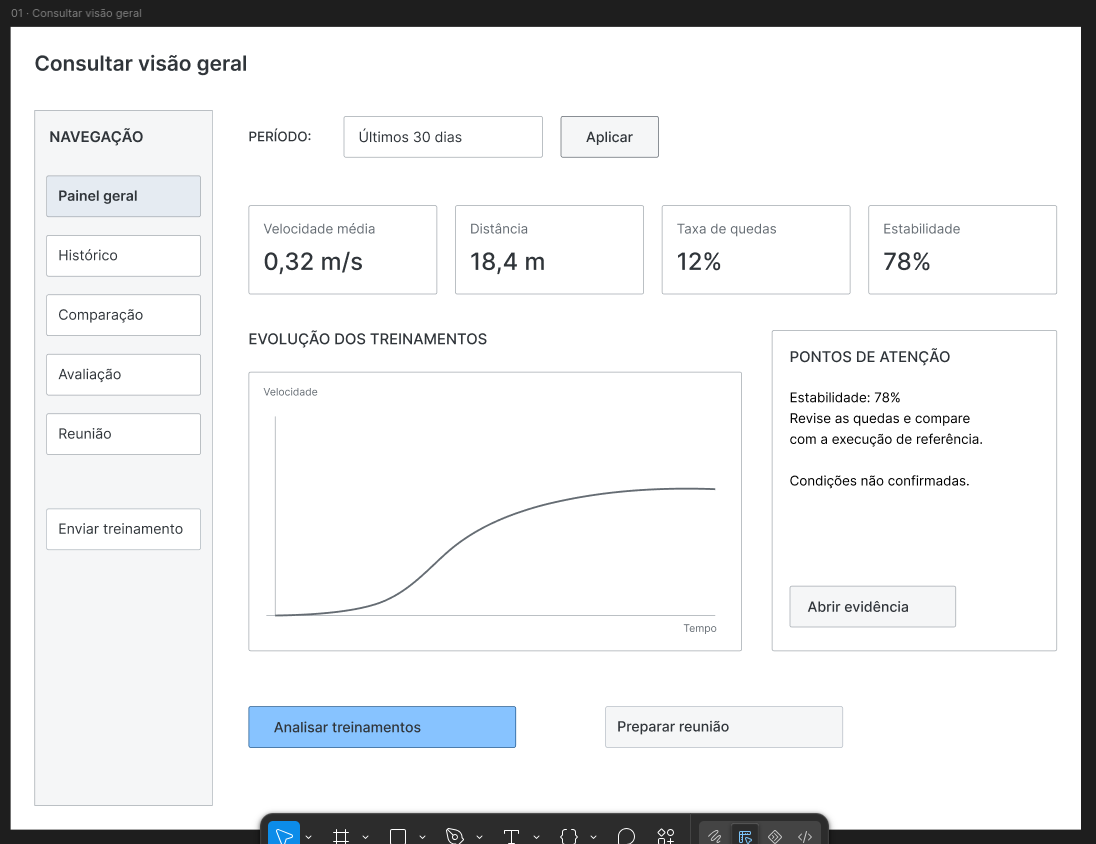 01 · Consultar visão geral
Consultar visão geral
NAVEGAÇÃO
Painel geral
Histórico
Comparação
Avaliação
Reunião
Enviar treinamento
PERÍODO:
Últimos 30 dias
Aplicar
Velocidade média
0,32 m/s
Distância
18,4 m
Taxa de quedas
12%
Estabilidade
78%
EVOLUÇÃO DOS TREINAMENTOS
Velocidade
Tempo
PONTOS DE ATENÇÃO
Estabilidade: 78%
Revise as quedas e compare
com a execução de referência.
Condições não confirmadas.
Abrir evidência
Analisar treinamentos
Preparar reunião